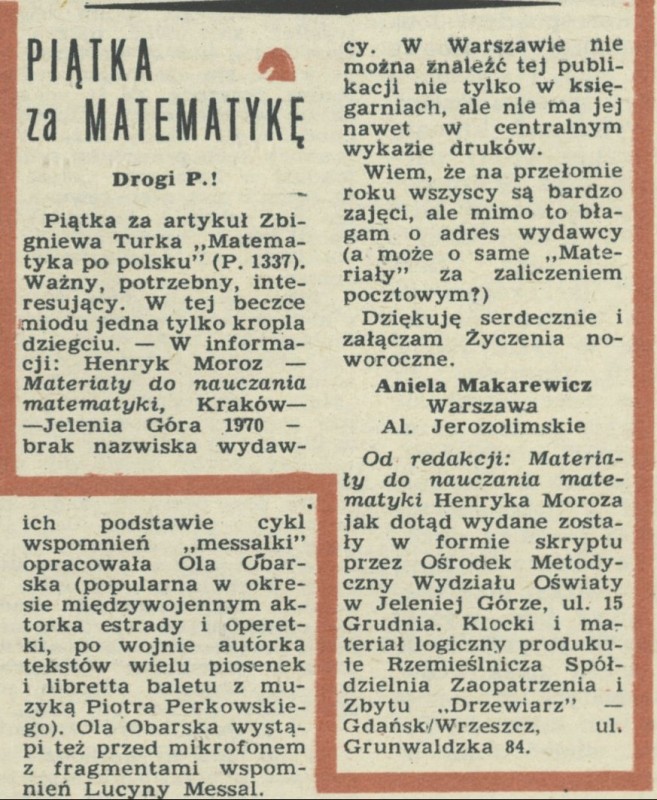 PIĄTKA
za MATEMATYKĘ
Drogi P.!
Piątka za artykuł Zbi-
gniewa Turka „Matema-
tyka po polsku” (P. 1337).
Ważny, potrzebny, inte-
resujący. W tej beczce
miodu jedna tylko kropla
dziegciu. — W informa-
cji: Henryk Moroz —
Materiały do nauczania
matematyki, Kraków—
—Jelenia Góra 1970 —
brak nazwiska wydaw-
cy. W Warszawie nie
można znaleźć tej publi-
kacji nie tylko w księ-
garniach, ale nie ma jej
nawet w centralnym
wykazie druków.
Wiem, że na przełomie
roku wszyscy są bardzo
zajęci, ale mimo to bła-
gam o adres wydawcy
(a może o same „Mate-
riały” za zaliczeniem
pocztowym?)
Dziękuję serdecznie i
załączam Życzenia no-
woroczne.
Aniela Makarewicz
Warszawa
Al. Jerozolimskie
Od redakcji: Materia-
ły do nauczania mate-
matyki Henryka Moroza
jak dotąd wydane zosta-
ły w formie skryptu
przez Ośrodek Metody-
czny Wydziału Oświaty
w Jeleniej Górze, ul. 15
Grudnia. Klocki i ma-
teriał logiczny produku-
je Rzemieślnicza Spół-
dzielnia Zaopatrzenia i
Zbytu „Drzewiarz” —
Gdańsk/Wrzeszcz, ul.
Grunwaldzka 84.
ich podstawie cykl
wspomnień „messalki”
opracowała Ola Obar-
ska (popularna w okre-
sie międzywojennym ak-
torka estrady i operet-
ki, po wojnie autorka
tekstów wielu piosenek
i libretta baletu z mu-
zyką Piotra Perkowskie-
go). Ola Obarska wystą-
pi też przed mikrofonem
z fragmentami wspom-
nień Lucyny Messal.